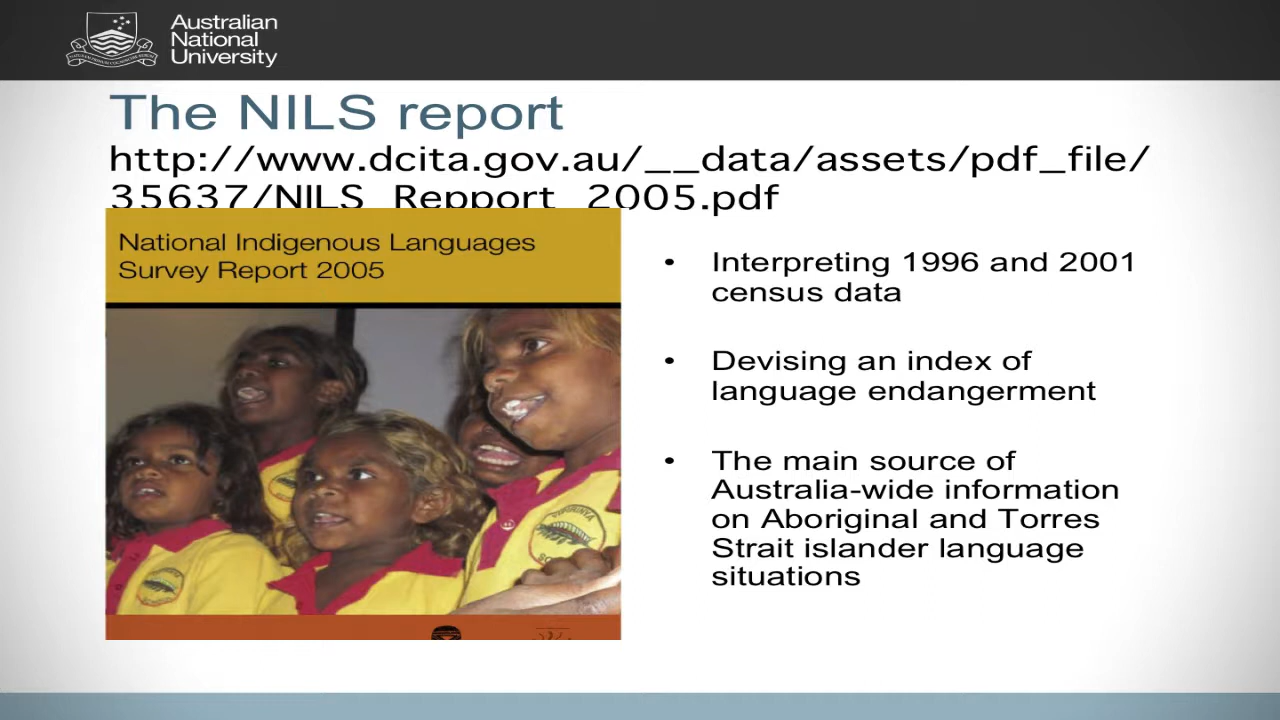 Australian
National
University
The NILS report
http://www.dcita.gov.au/__data/assets/pdf_file/
35637/NILS_Repport_2005.pdf
National Indigenous Languages
Survey Report 2005
• Interpreting 1996 and 2001
census data
• Devising an index of
language endangerment
• The main source of
Australia-wide information
on Aboriginal and Torres
Strait islander language
situations